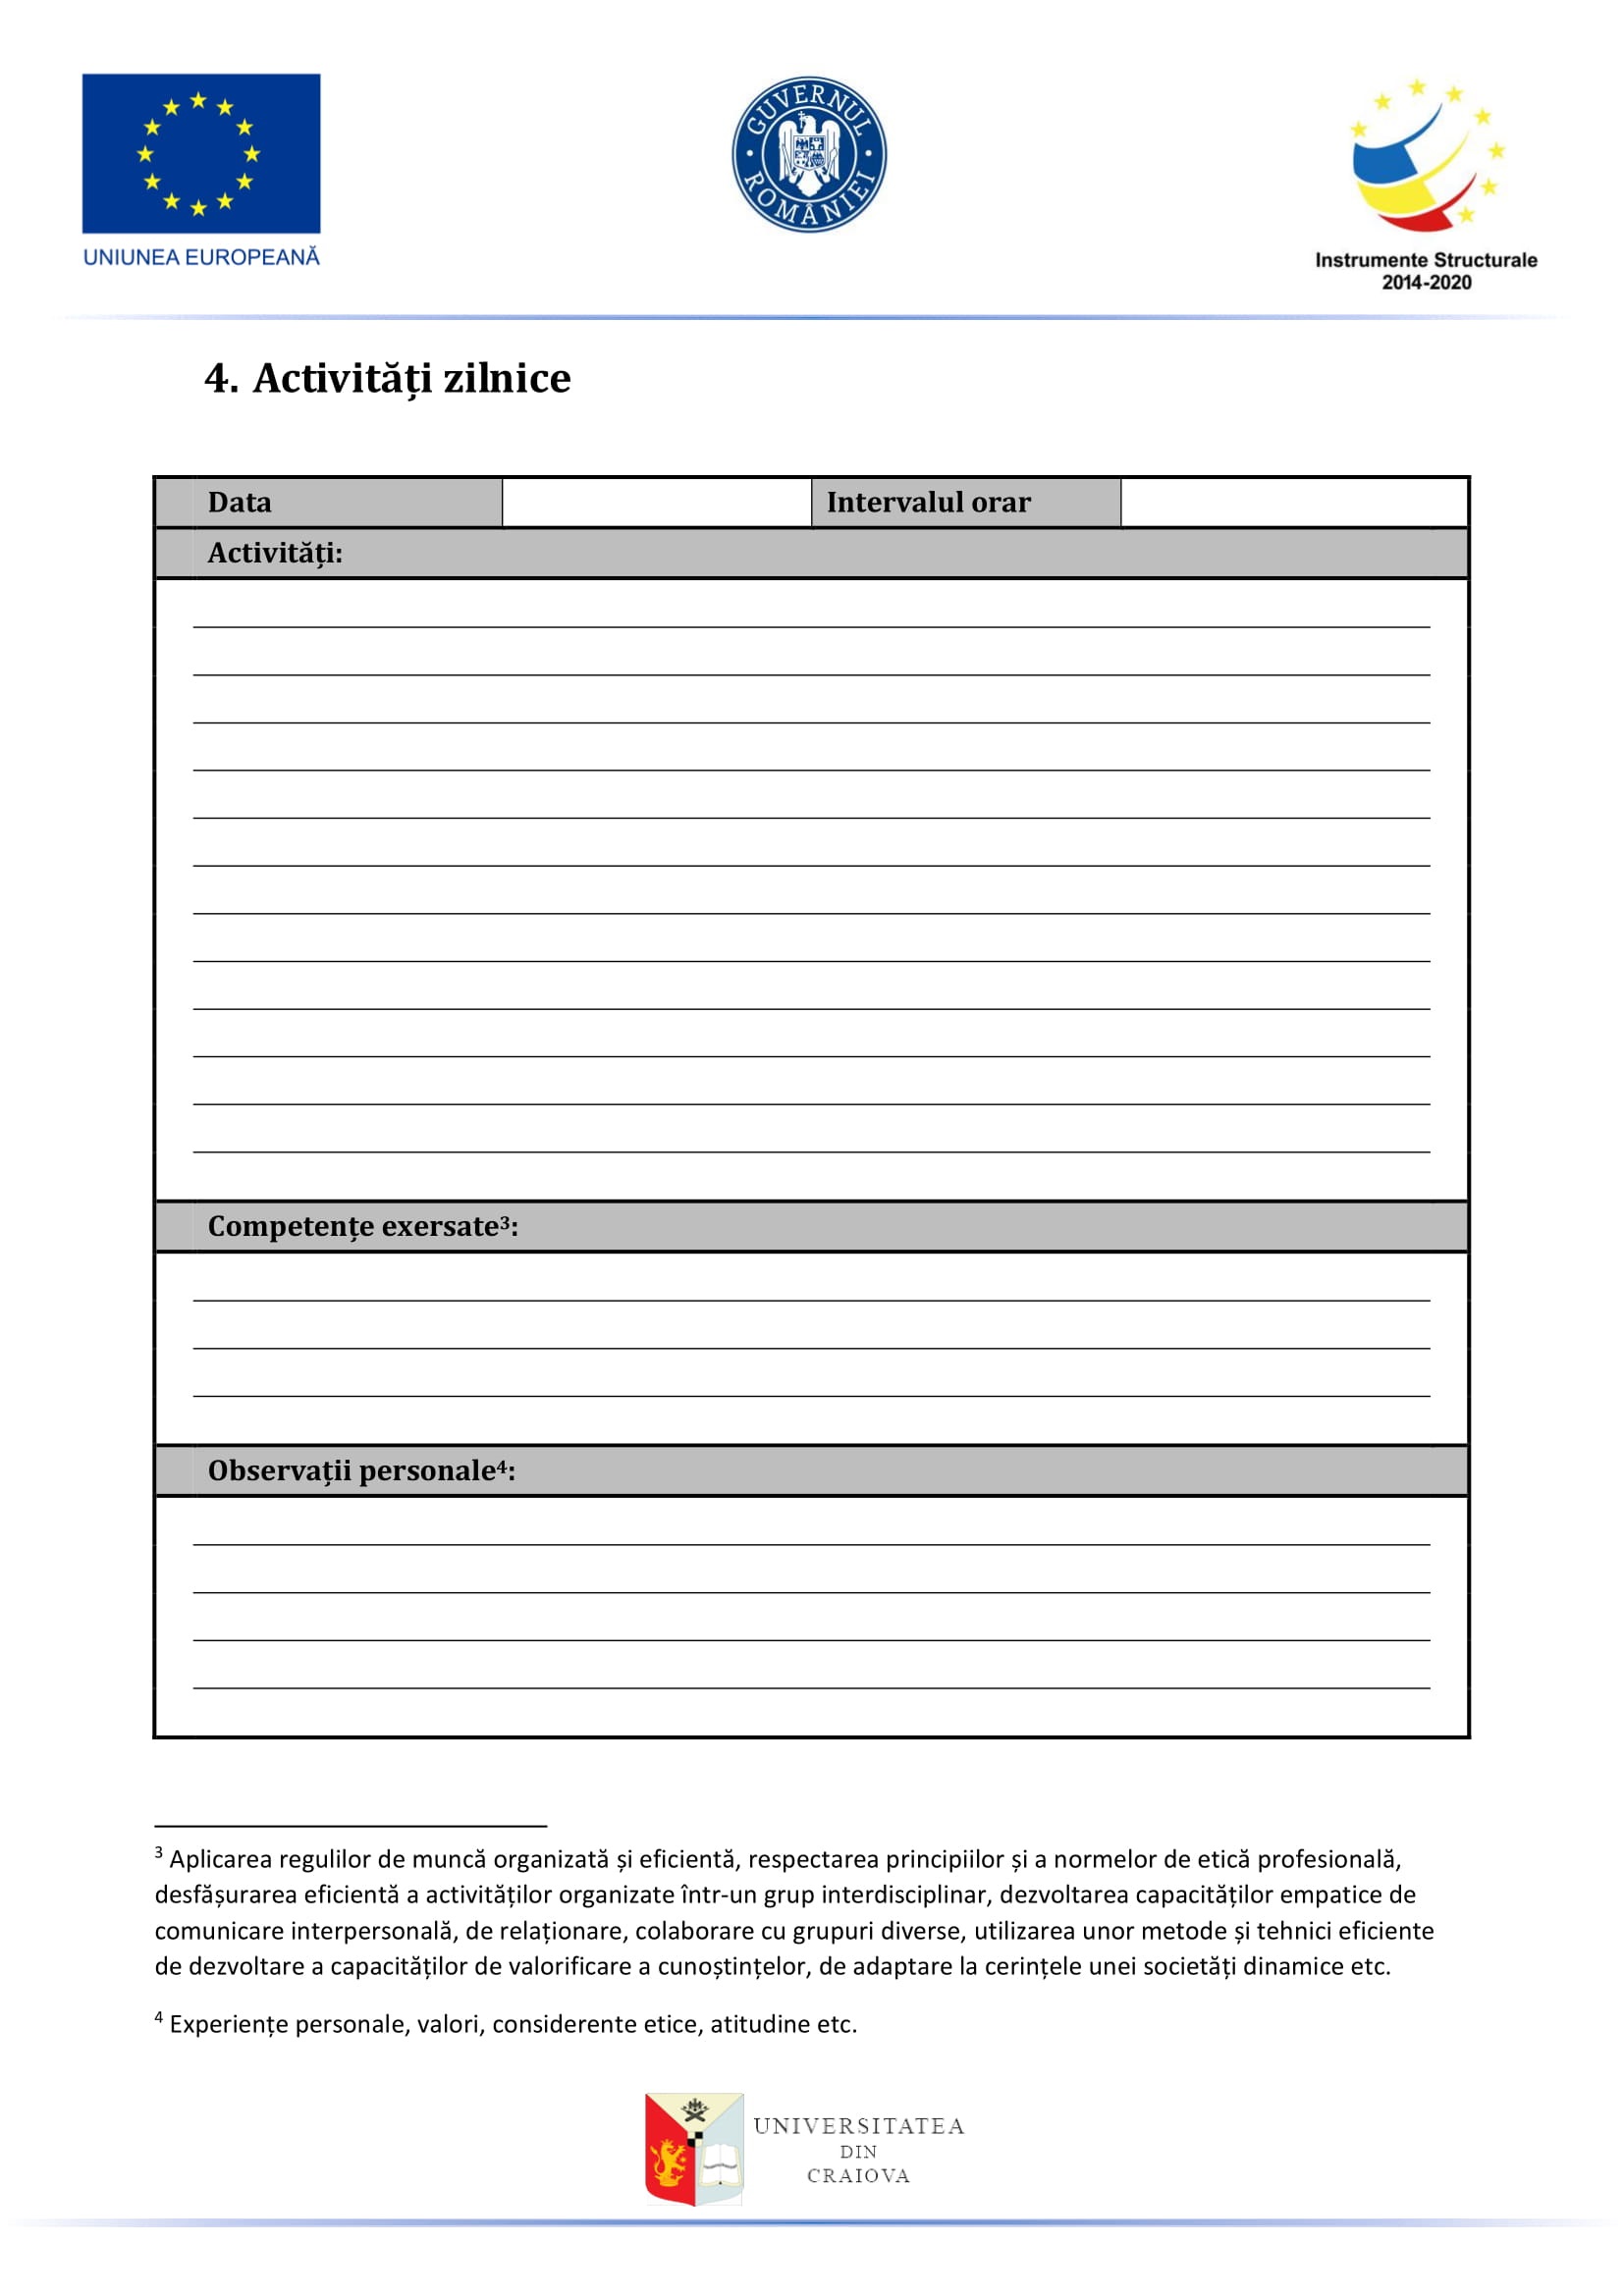 GUVERNUL ROMÂNIEI
UNIUNEA EUROPEANĂ
Instrumente Structurale
2014-2020
4. Activități zilnice
Data Intervalul orar
Activități:
Competențe exersate³:
Observații personale⁴:
³ Aplicarea regulilor de muncă organizată și eficientă, respectarea principiilor și a normelor de etică profesională,
desfășurarea eficientă a activităților organizate într-un grup interdisciplinar, dezvoltarea capacităților empatice de
comunicare interpersonală, de relaționare, colaborare cu grupuri diverse, utilizarea unor metode și tehnici eficiente
de dezvoltare a capacităților de valorificare a cunoștințelor, de adaptare la cerințele unei societăți dinamice etc.
⁴ Experiențe personale, valori, considerente etice, atitudine etc.
UNIVERSITATEA
DIN
CRAIOVA